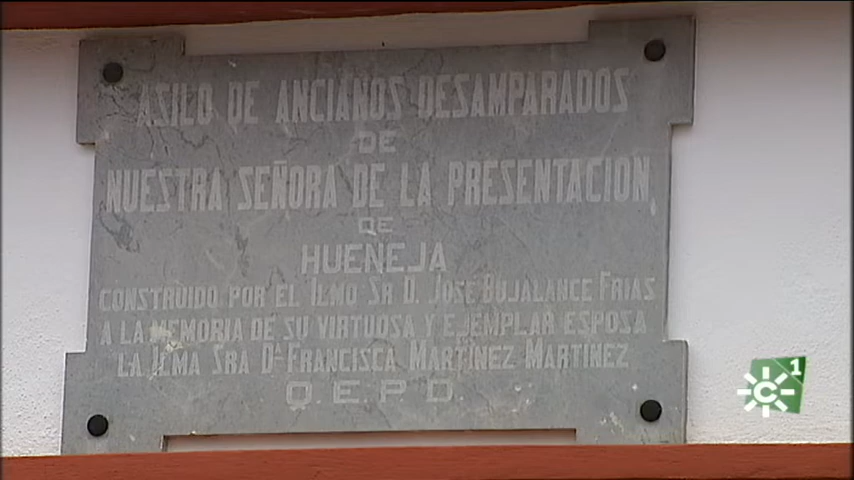 ASILO DE ANCIANOS DESAMPARADOS
DE
NUESTRA SEÑORA DE LA PRESENTACION,
DE
HUENEJA
CONSTRUIDO POR EL ILMO SR D. JOSE BUJALANCE FRIAS
A LA MEMORIA DE SU VIRTUOSA Y EJEMPLAR ESPOSA
LA ILMA SRA Dª FRANCISCA MARTINEZ MARTINEZ
Q.E.P.D.
1